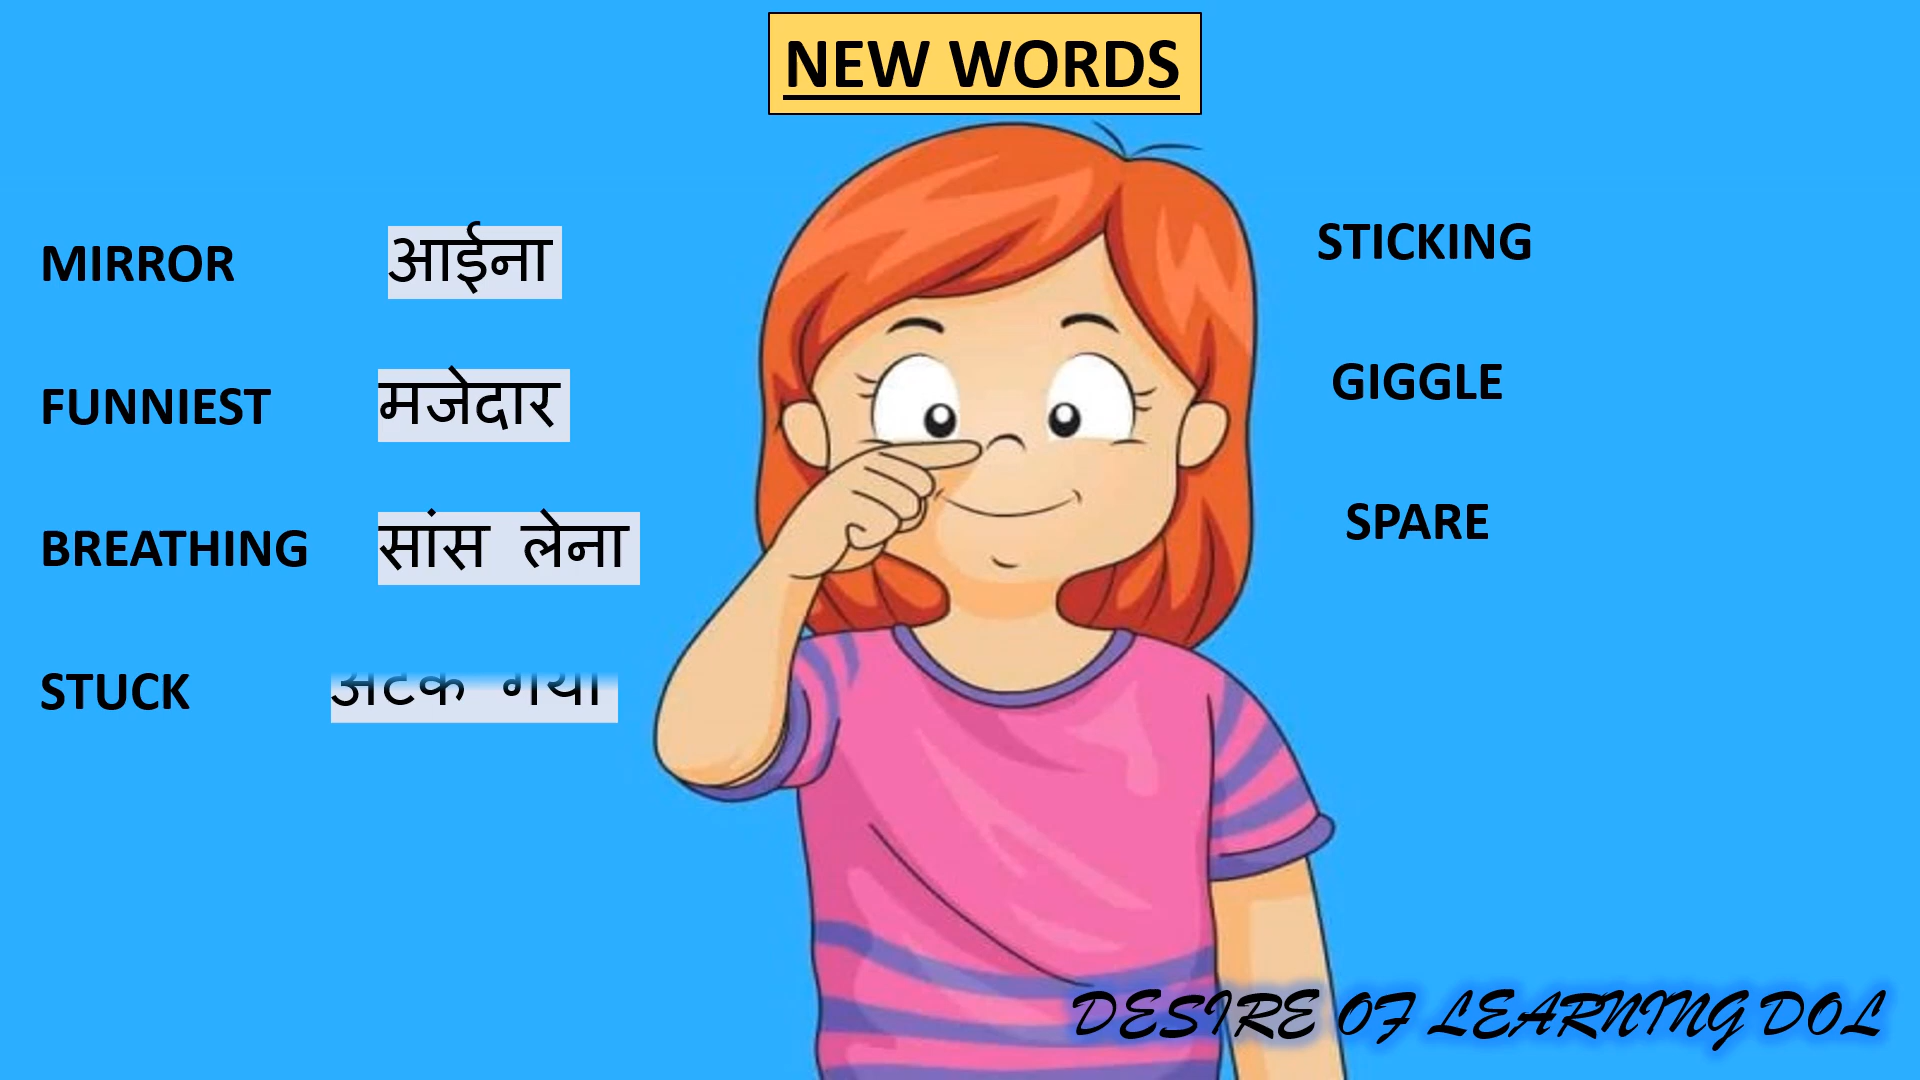 NEW WORDS
MIRROR आईना
FUNNIEST मजेदार
BREATHING सांस लेना
STUCK अटक गया
STICKING
GIGGLE
SPARE
DESIRE OF LEARNING DOL